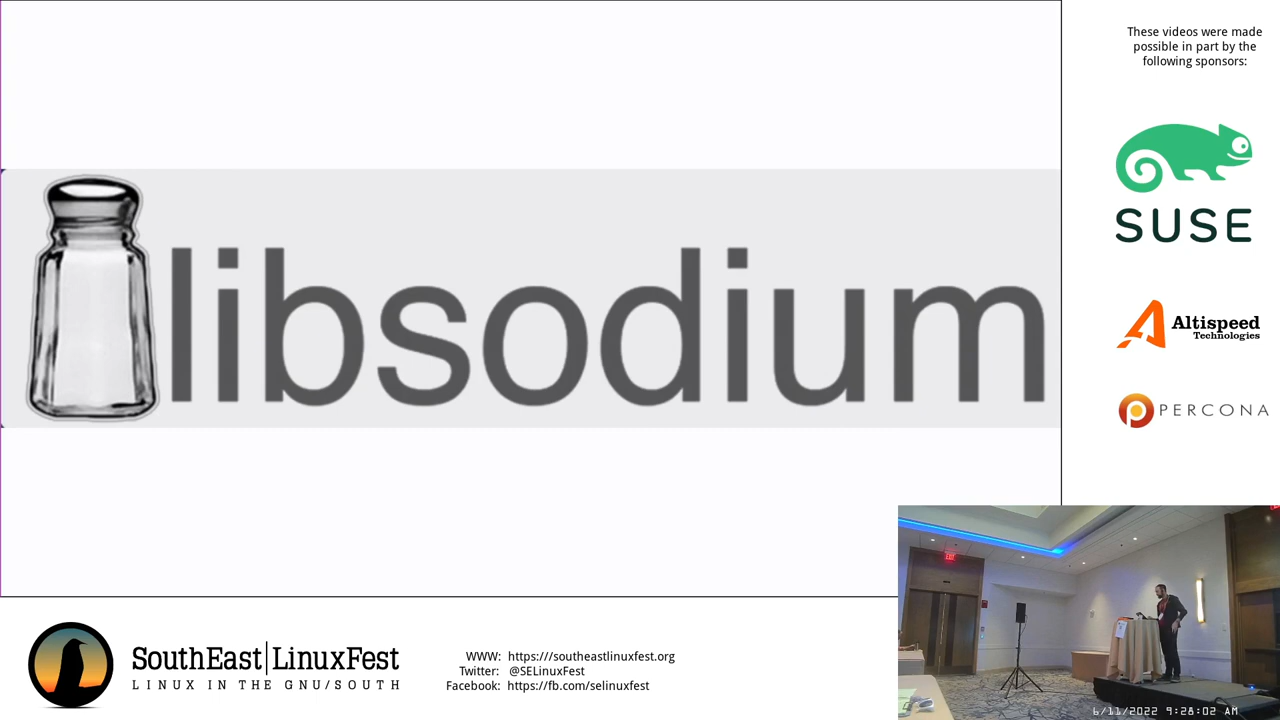 libsodium
These videos were made
possible in part by the
following sponsors:
SUSE
Altispeed
Technologies
PERCONA
EXIT
SouthEast|LinuxFest
LINUX IN THE GNU/SOUTH
WWW: https:///southeastlinuxfest.org
Twitter: @SELinuxFest
Facebook: https://fb.com/selinuxfest
6/11/2022 9:28:02 AM